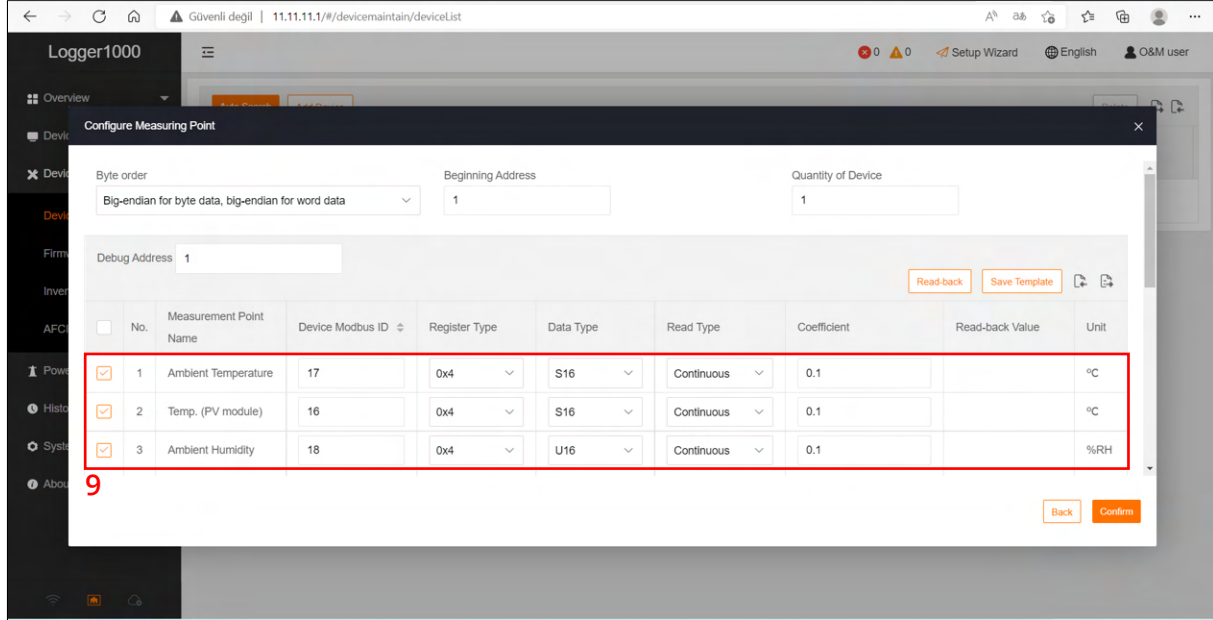 Güvenli değil | 11.11.11.1/#/devicemaintain/deviceList
Logger1000
0 0 Setup Wizard English O&M user
Overview
Configure Measuring Point
Byte order Beginning Address Quantity of Device
Big-endian for byte data, big-endian for word data 1 1
Debug Address 1
Read-back Save Template
No. Measurement Point Name Device Modbus ID Register Type Data Type Read Type Coefficient Read-back Value Unit
1 Ambient Temperature 17 0x4 S16 Continuous 0.1 °C
2 Temp. (PV module) 16 0x4 S16 Continuous 0.1 °C
3 Ambient Humidity 18 0x4 U16 Continuous 0.1 %RH
9
Back Confirm